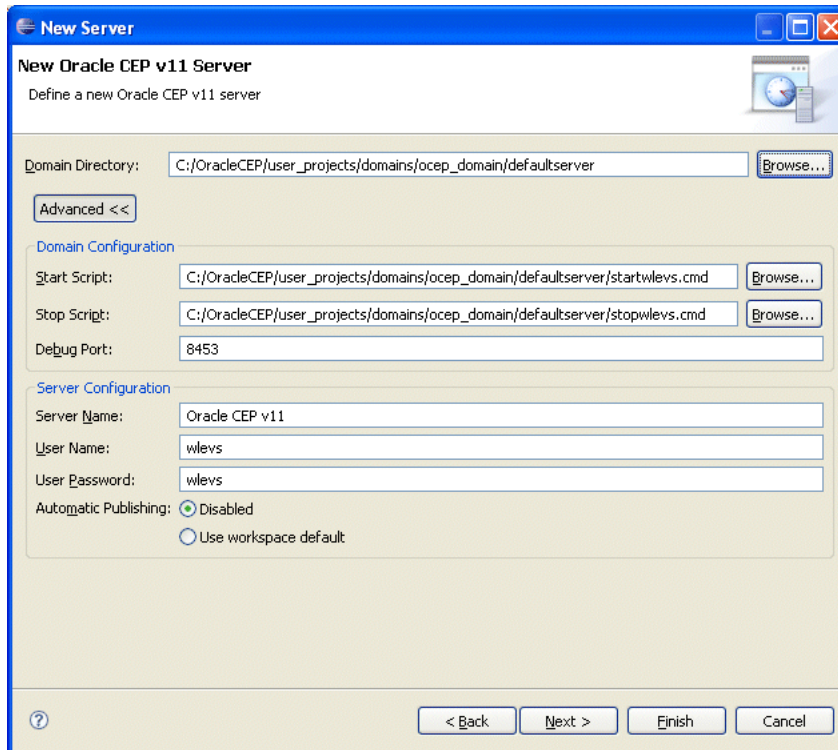 New Server
New Oracle CEP v11 Server
Define a new Oracle CEP v11 server
Domain Directory: C:/OracleCEP/user_projects/domains/ocep_domain/defaultserver Browse...
Advanced <<
Domain Configuration
Start Script: C:/OracleCEP/user_projects/domains/ocep_domain/defaultserver/startwlevs.cmd Browse...
Stop Script: C:/OracleCEP/user_projects/domains/ocep_domain/defaultserver/stopwlevs.cmd Browse...
Debug Port: 8453
Server Configuration
Server Name: Oracle CEP v11
User Name: wlevs
User Password: wlevs
Automatic Publishing: Disabled
Use workspace default
? < Back Next > Finish Cancel